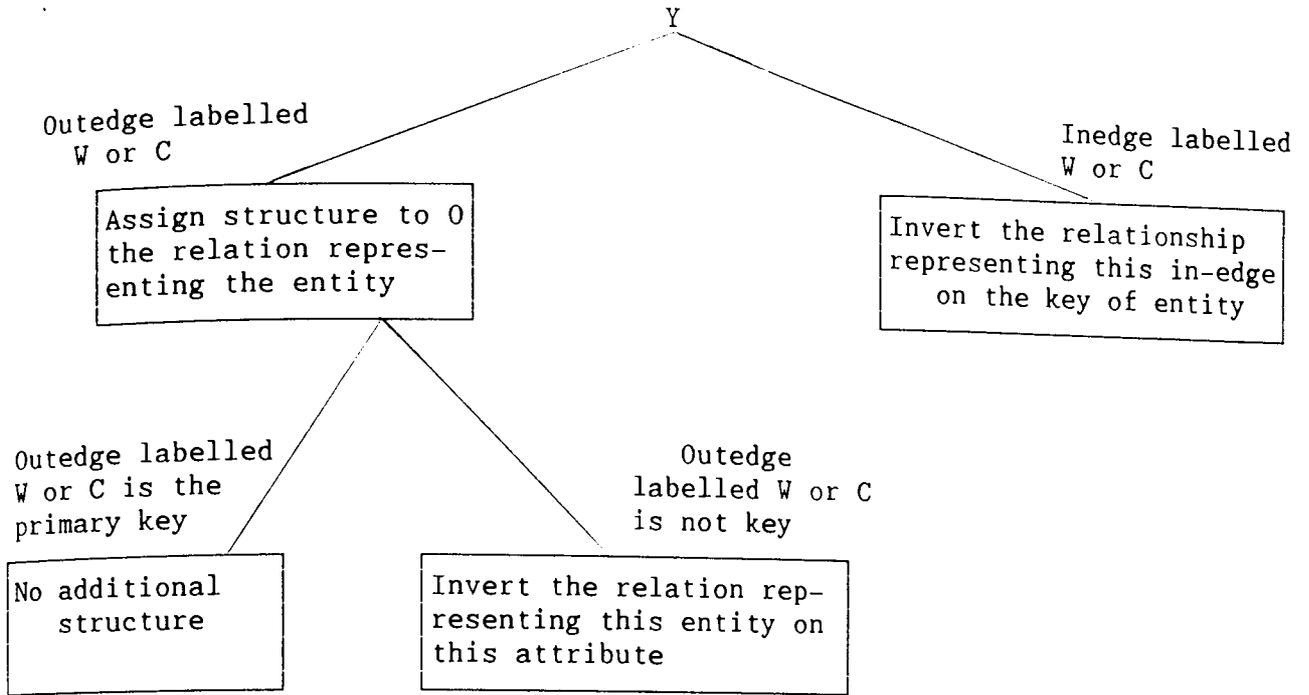 Y
Outedge labelled
W or C
Inedge labelled
W or C
Assign structure to O
the relation repres-
enting the entity
Invert the relationship
representing this in-edge
on the key of entity
Outedge labelled
W or C is the
primary key
Outedge
labelled W or C
is not key
No additional
structure
Invert the relation rep-
resenting this entity on
this attribute